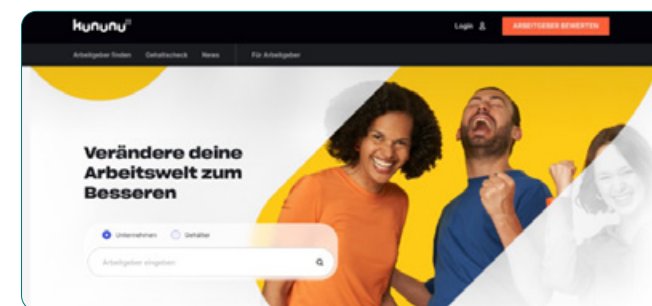 kununu
Login
ARBEITGEBER BEWERTEN
Arbeitgeber finden Gehaltscheck News Für Arbeitgeber
Verändere deine
Arbeitswelt zum
Besseren
Unternehmen Gehälter
Arbeitgeber eingeben